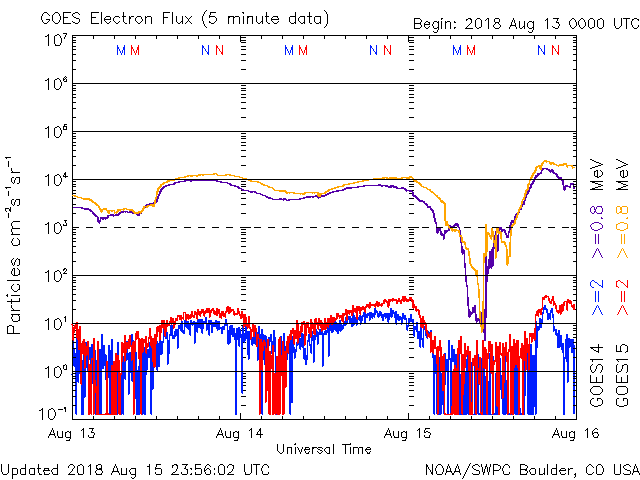 GOES Electron Flux (5 minute data)
Begin: 2018 Aug 13 0000 UTC
M M N N M M N N M M N N
10⁷
10⁶
10⁵
10⁴
10³
10²
10¹
10⁰
10⁻¹
Particles cm⁻²s⁻¹sr⁻¹
Aug 13 Aug 14 Aug 15 Aug 16
Universal Time
GOES14 >=2 >=0.8 MeV
GOES15 >=2 >=0.8 MeV
Updated 2018 Aug 15 23:56:02 UTC
NOAA/SWPC Boulder, CO USA